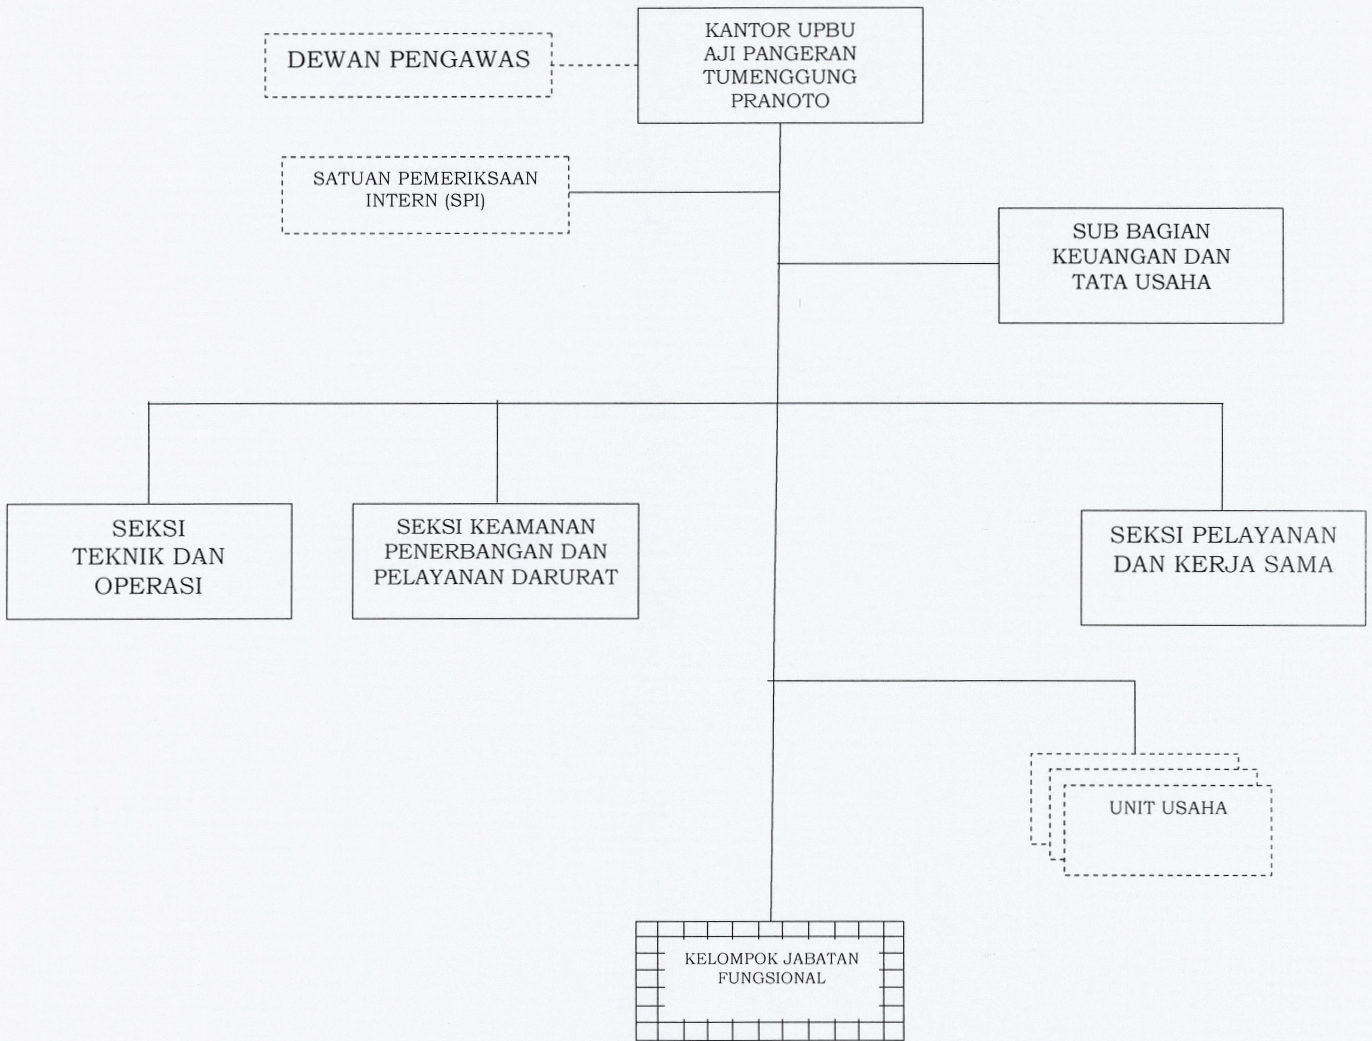 KANTOR UPBU
AJI PANGERAN
TUMENGGUNG
PRANOTO
DEWAN PENGAWAS
SATUAN PEMERIKSAAN
INTERN (SPI)
SUB BAGIAN
KEUANGAN DAN
TATA USAHA
SEKSI
TEKNIK DAN
OPERASI
SEKSI KEAMANAN
PENERBANGAN DAN
PELAYANAN DARURAT
SEKSI PELAYANAN
DAN KERJA SAMA
UNIT USAHA
KELOMPOK JABATAN
FUNGSIONAL